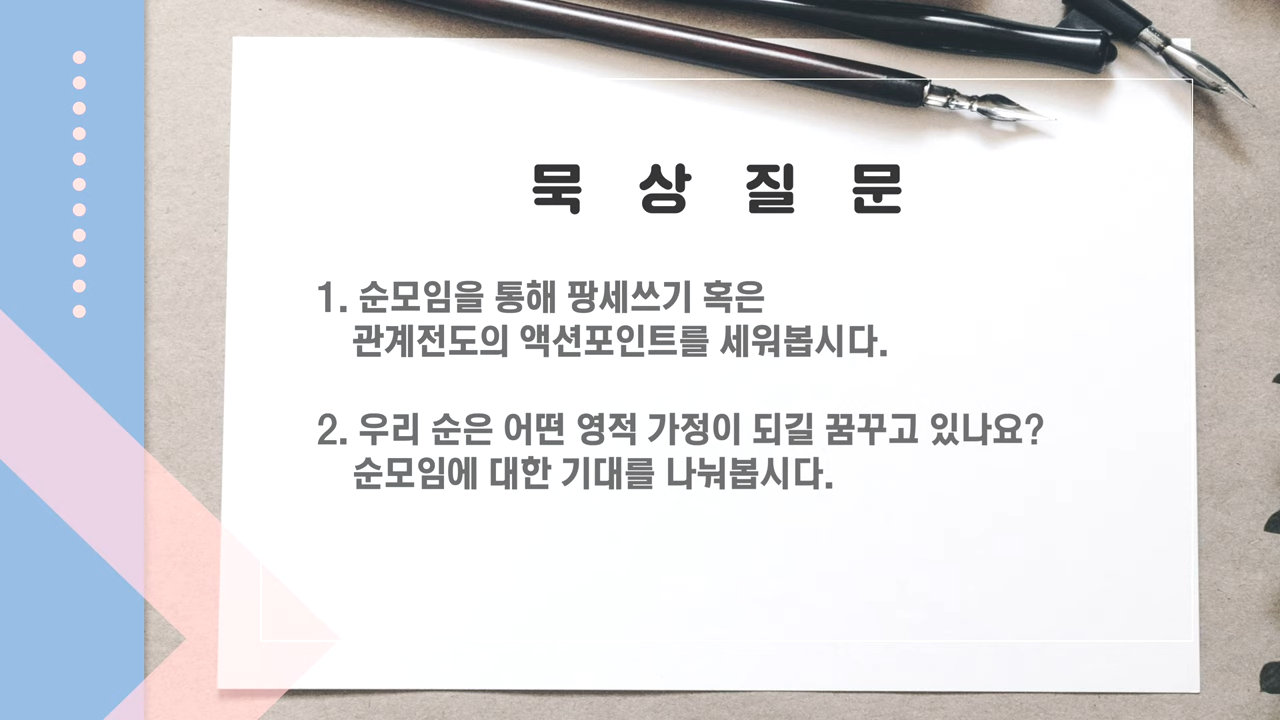 묵 상 질 문
1. 순모임을 통해 팡세쓰기 혹은
관계전도의 액션포인트를 세워봅시다.
2. 우리 순은 어떤 영적 가정이 되길 꿈꾸고 있나요?
순모임에 대한 기대를 나눠봅시다.